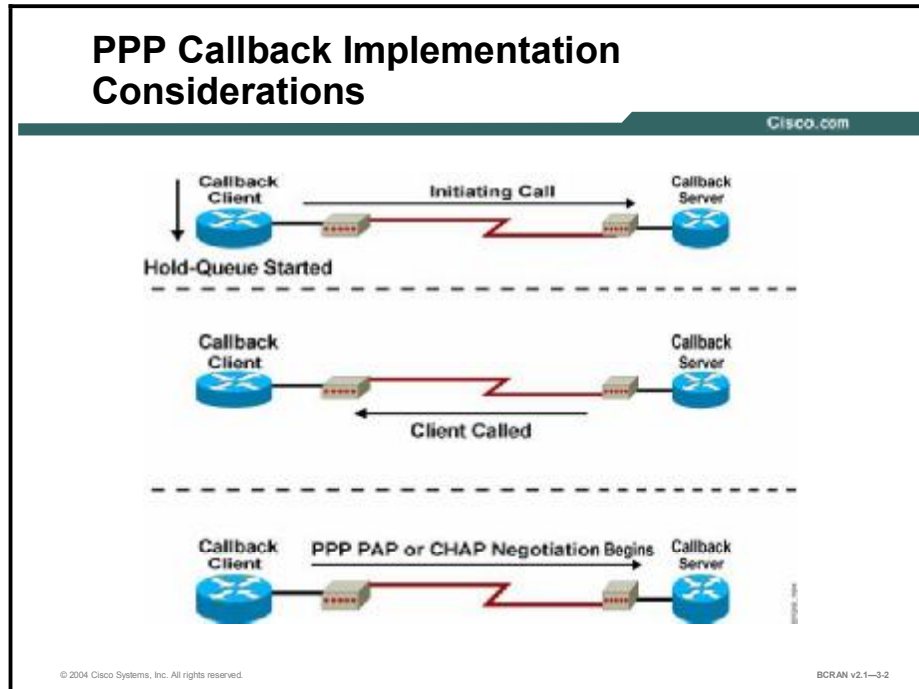 PPP Callback Implementation
Considerations
Cisco.com
Callback
Client
Initiating Call
Callback
Server
Hold-Queue Started
Callback
Client
Callback
Server
Client Called
Callback
Client
PPP PAP or CHAP Negotiation Begins
Callback
Server
© 2004 Cisco Systems, Inc. All rights reserved.
BCRAN v2.1—3-2